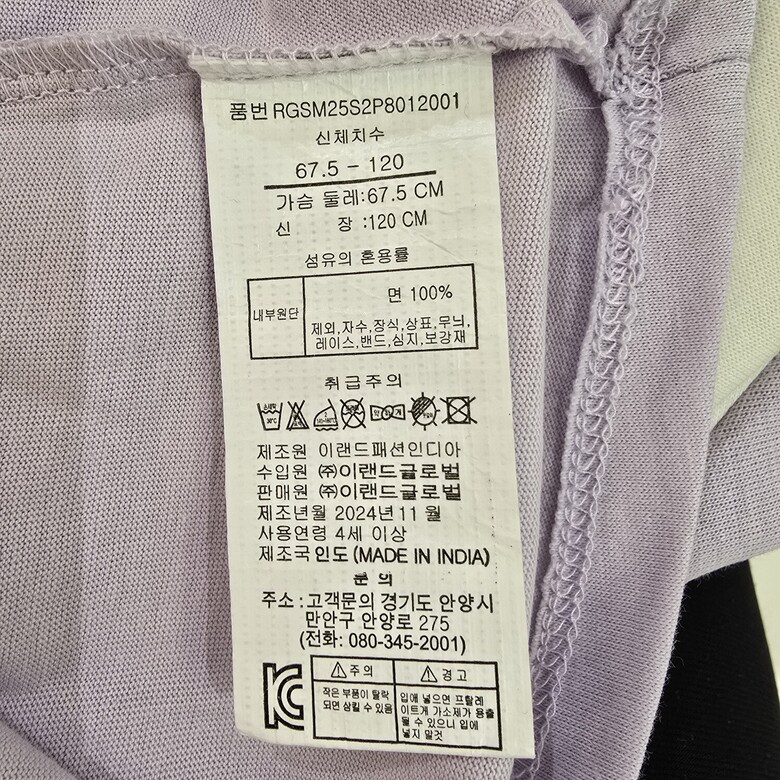 품번 RGSM25S2P8012001
신체치수
67.5 - 120
가슴 둘레:67.5 CM
신 장 :120 CM
섬유의 혼용률
내부원단
면 100%
제외,자수,장식,상표,무늬,
레이스,밴드,심지,보강재
취급주의
제조원 이랜드패션인디아
수입원 ㈜이랜드글로벌
판매원 ㈜이랜드글로벌
제조년월 2024년 11 월
사용연령 4세 이상
제조국 인도 (MADE IN INDIA)
문 의
주소 : 고객문의 경기도 안양시
만안구 안양로 275
(전화: 080-345-2001)
주의
작은 부품이 탈락
되면 삼킬 수 있음
경고
입에 넣으면 프탈레
이트계 가소제가 용출
될 수 있으니 입에
넣지 말것